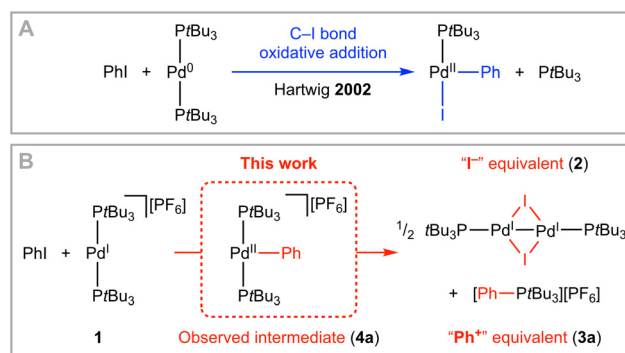 A
PhI + PtBu3 Pd0 PtBu3
C–I bond
oxidative addition
Hartwig 2002
PtBu3 PdII Ph I + PtBu3
B
This work
"I–" equivalent (2)
PhI + PtBu3 PdI PtBu3 [PF6]
PtBu3 PdII Ph PtBu3 [PF6]
1/2 tBu3P PdI PdI PtBu3 I I
+ [Ph PtBu3][PF6]
1
Observed intermediate (4a)
"Ph+" equivalent (3a)